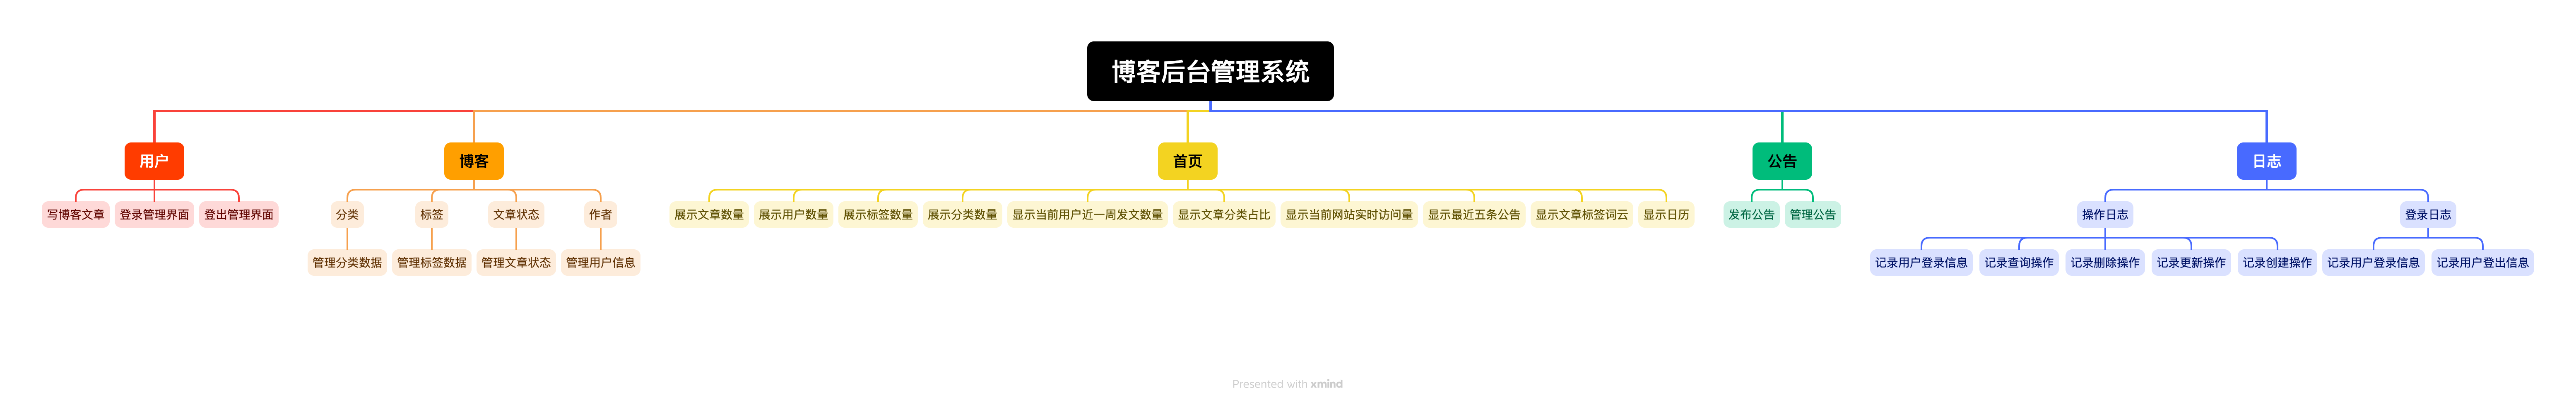 博客后台管理系统
用户
博客
首页
公告
日志
写博客文章
登录管理界面
登出管理界面
分类
标签
文章状态
作者
展示文章数量
展示用户数量
展示标签数量
展示分类数量
显示当前用户近一周发文数量
显示文章分类占比
显示当前网站实时访问量
显示最近五条公告
显示文章标签词云
显示日历
发布公告
管理公告
操作日志
登录日志
管理分类数据
管理标签数据
管理文章状态
管理用户信息
记录用户登录信息
记录查询操作
记录删除操作
记录更新操作
记录创建操作
记录用户登录信息
记录用户登出信息
Presented with xmind